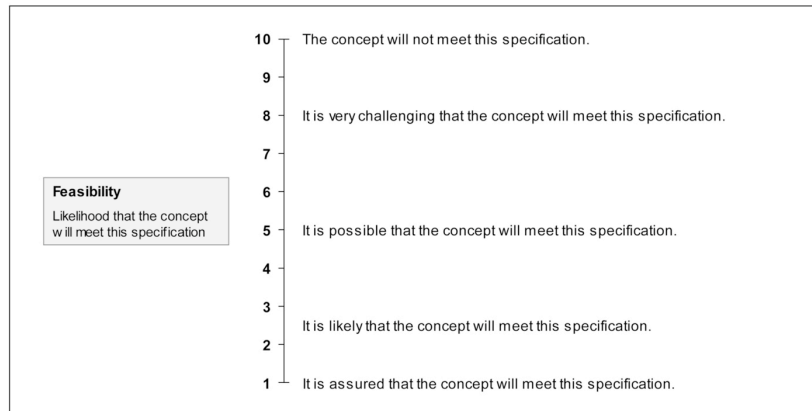 10 The concept will not meet this specification.
9
8 It is very challenging that the concept will meet this specification.
7
Feasibility
Likelihood that the concept
will meet this specification
6
5 It is possible that the concept will meet this specification.
4
3
It is likely that the concept will meet this specification.
2
1 It is assured that the concept will meet this specification.